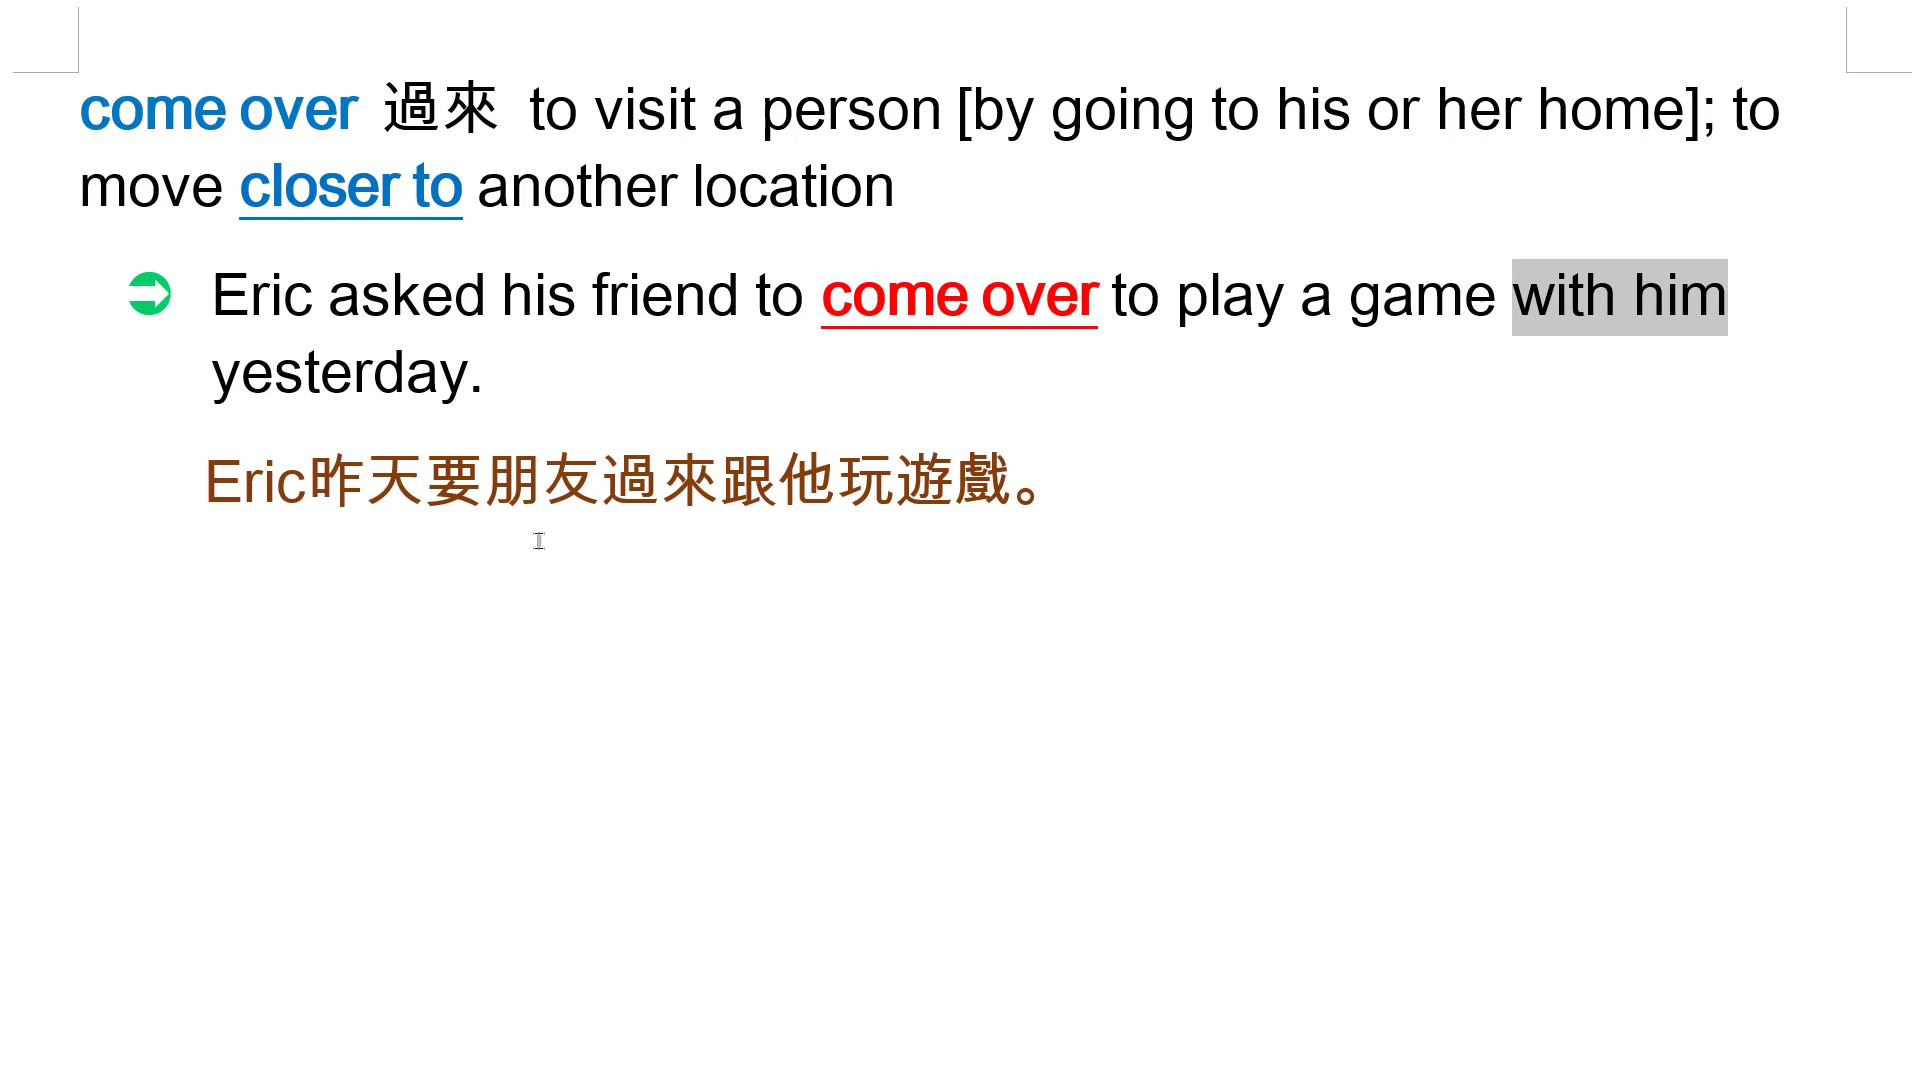 come over 過來 to visit a person [by going to his or her home]; to
move closer to another location
Eric asked his friend to come over to play a game with him
yesterday.
Eric昨天要朋友過來跟他玩遊戲。